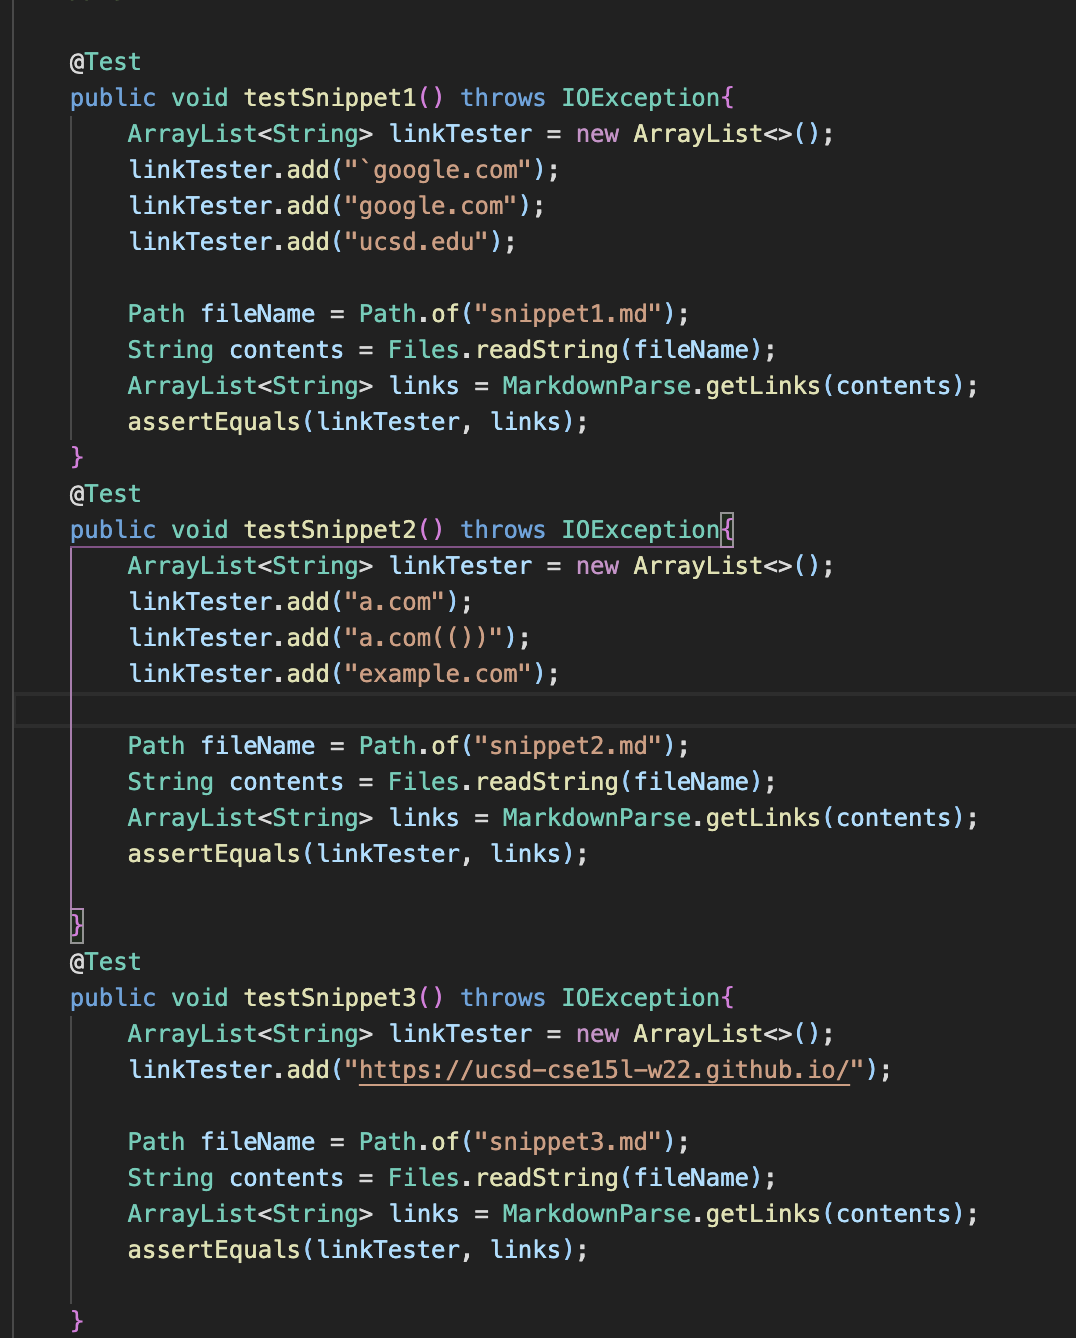 @Test
public void testSnippet1() throws IOException{
    ArrayList<String> linkTester = new ArrayList<>();
    linkTester.add("`google.com");
    linkTester.add("google.com");
    linkTester.add("ucsd.edu");

    Path fileName = Path.of("snippet1.md");
    String contents = Files.readString(fileName);
    ArrayList<String> links = MarkdownParse.getLinks(contents);
    assertEquals(linkTester, links);
}
@Test
public void testSnippet2() throws IOException{
    ArrayList<String> linkTester = new ArrayList<>();
    linkTester.add("a.com");
    linkTester.add("a.com(())");
    linkTester.add("example.com");

    Path fileName = Path.of("snippet2.md");
    String contents = Files.readString(fileName);
    ArrayList<String> links = MarkdownParse.getLinks(contents);
    assertEquals(linkTester, links);

}
@Test
public void testSnippet3() throws IOException{
    ArrayList<String> linkTester = new ArrayList<>();
    linkTester.add("https://ucsd-cse15l-w22.github.io/");

    Path fileName = Path.of("snippet3.md");
    String contents = Files.readString(fileName);
    ArrayList<String> links = MarkdownParse.getLinks(contents);
    assertEquals(linkTester, links);

}